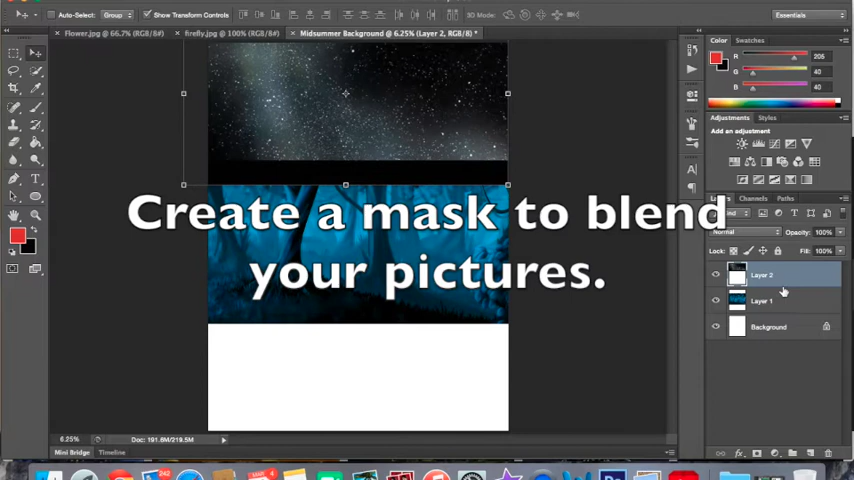 Auto-Select: Group Show Transform Controls 3D Mode: Essentials
Flower.jpg @ 66.7% (RGB/8) firefly.jpg @ 100% (RGB/8) Midsummer Background @ 6.25% (Layer 2, RGB/8) *
Color Swatches
R 205
G 40
B 40
Adjustments Styles
Add an adjustment
Channels Paths
Normal Opacity: 100%
Lock: Fill: 100%
Layer 2
Layer 1
Background
Create a mask to blend
your pictures.
6.25% Doc: 191.6M/219.5M
Mini Bridge Timeline